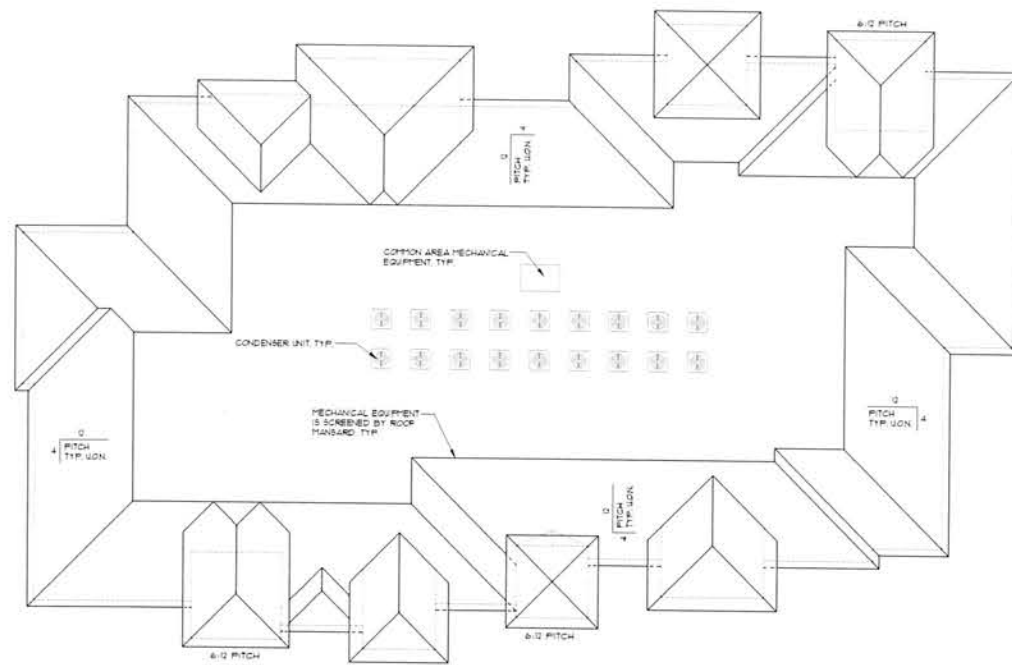 6:12 PITCH
12
4
PITCH
TYP. U.O.N.
COMMON AREA MECHANICAL
EQUIPMENT, TYP.
CONDENSER UNIT, TYP.
MECHANICAL EQUIPMENT
IS SCREENED BY ROOF
MANSARD, TYP.
12
4
PITCH
TYP. U.O.N.
12
4
PITCH
TYP. U.O.N.
12
4
PITCH
TYP. U.O.N.
6:12 PITCH
6:12 PITCH